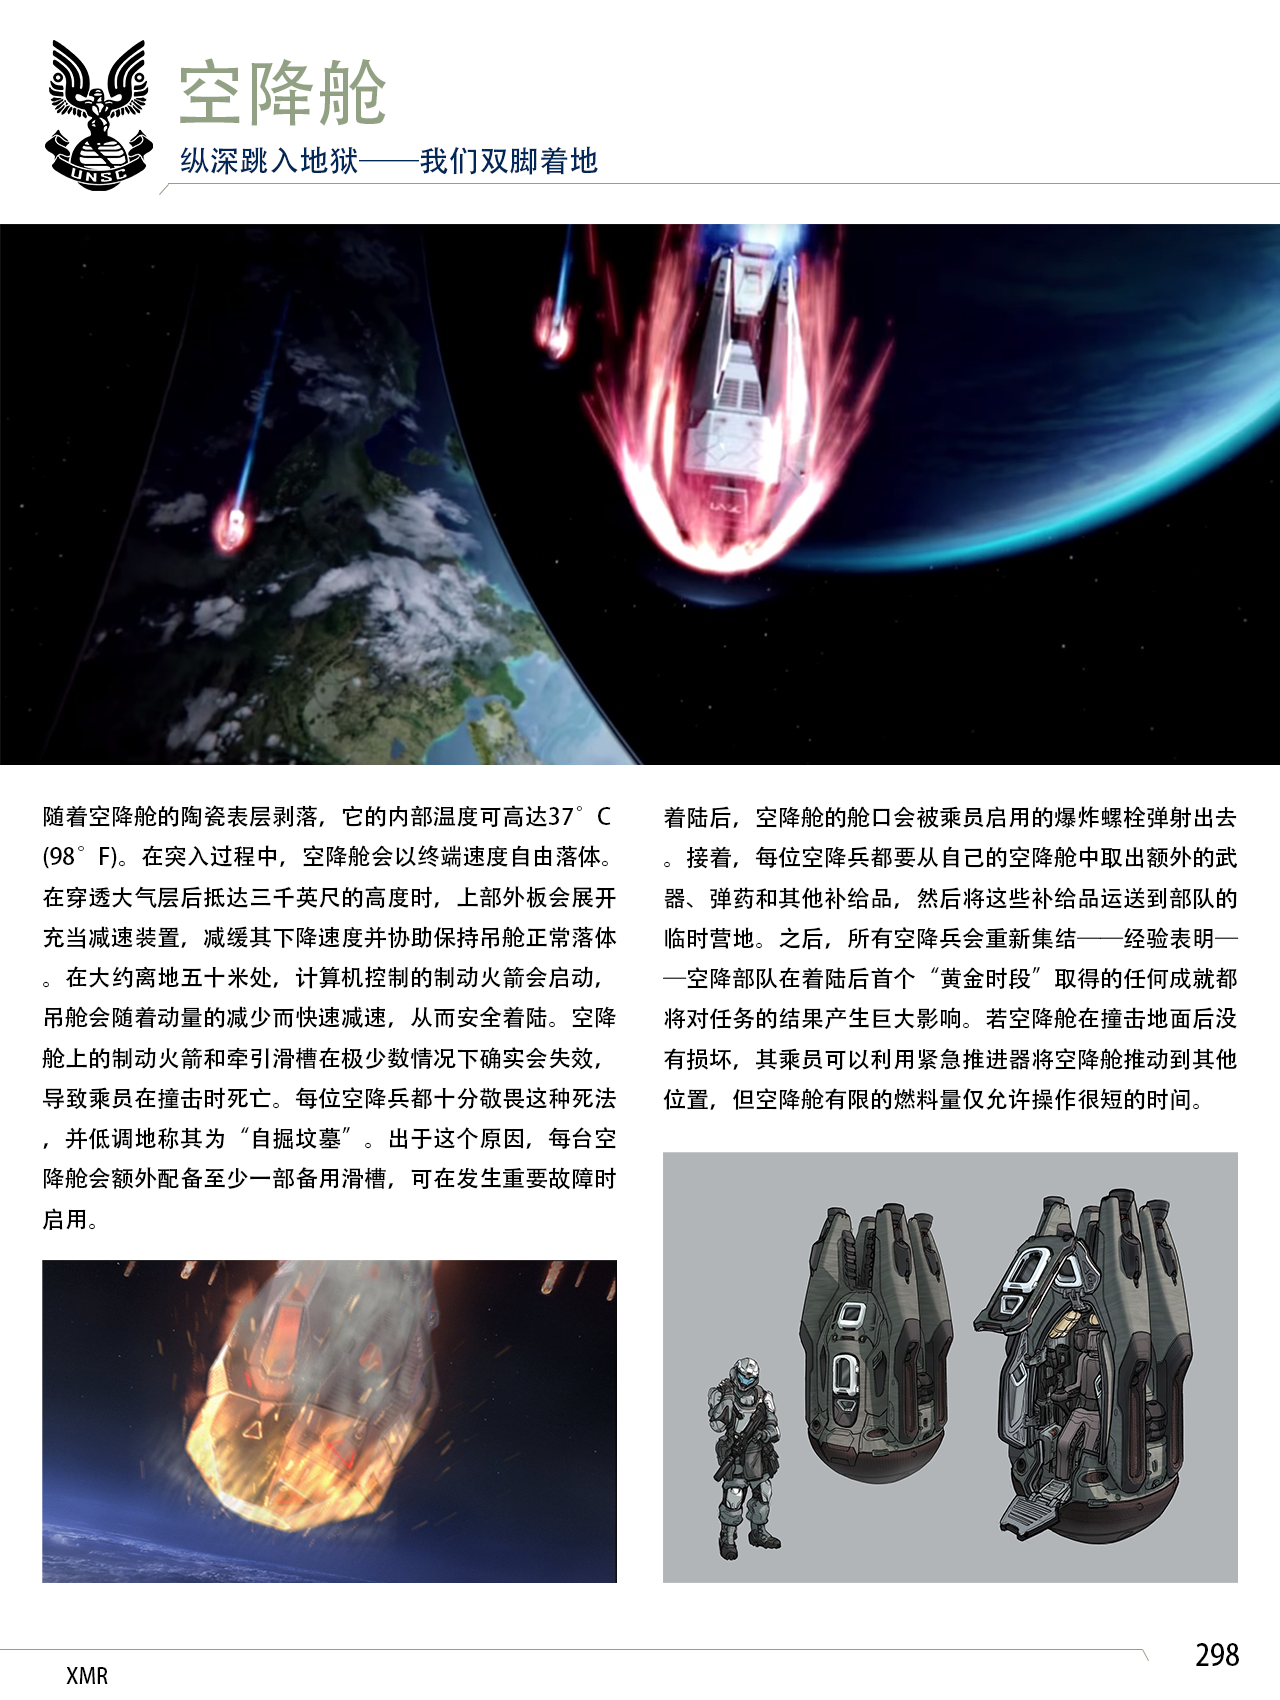 空降舱
纵深跳入地狱——我们双脚着地
UNSC
UNSC
随着空降舱的陶瓷表层剥落，它的内部温度可高达37°C
(98°F)。在突入过程中，空降舱会以终端速度自由落体。
在穿透大气层后抵达三千英尺的高度时，上部外板会展开
充当减速装置，减缓其下降速度并协助保持吊舱正常落体
。在大约离地五十米处，计算机控制的制动火箭会启动，
吊舱会随着动量的减少而快速减速，从而安全着陆。空降
舱上的制动火箭和牵引滑槽在极少数情况下确实会失效，
导致乘员在撞击时死亡。每位空降兵都十分敬畏这种死法
，并低调地称其为“自掘坟墓”。出于这个原因，每台空
降舱会额外配备至少一部备用滑槽，可在发生重要故障时
启用。
着陆后，空降舱的舱口会被乘员启用的爆炸螺栓弹射出去
。接着，每位空降兵都要从自己的空降舱中取出额外的武
器、弹药和其他补给品，然后将这些补给品运送到部队的
临时营地。之后，所有空降兵会重新集结——经验表明—
—空降部队在着陆后首个“黄金时段”取得的任何成就都
将对任务的结果产生巨大影响。若空降舱在撞击地面后没
有损坏，其乘员可以利用紧急推进器将空降舱推动到其他
位置，但空降舱有限的燃料量仅允许操作很短的时间。
298
XMR